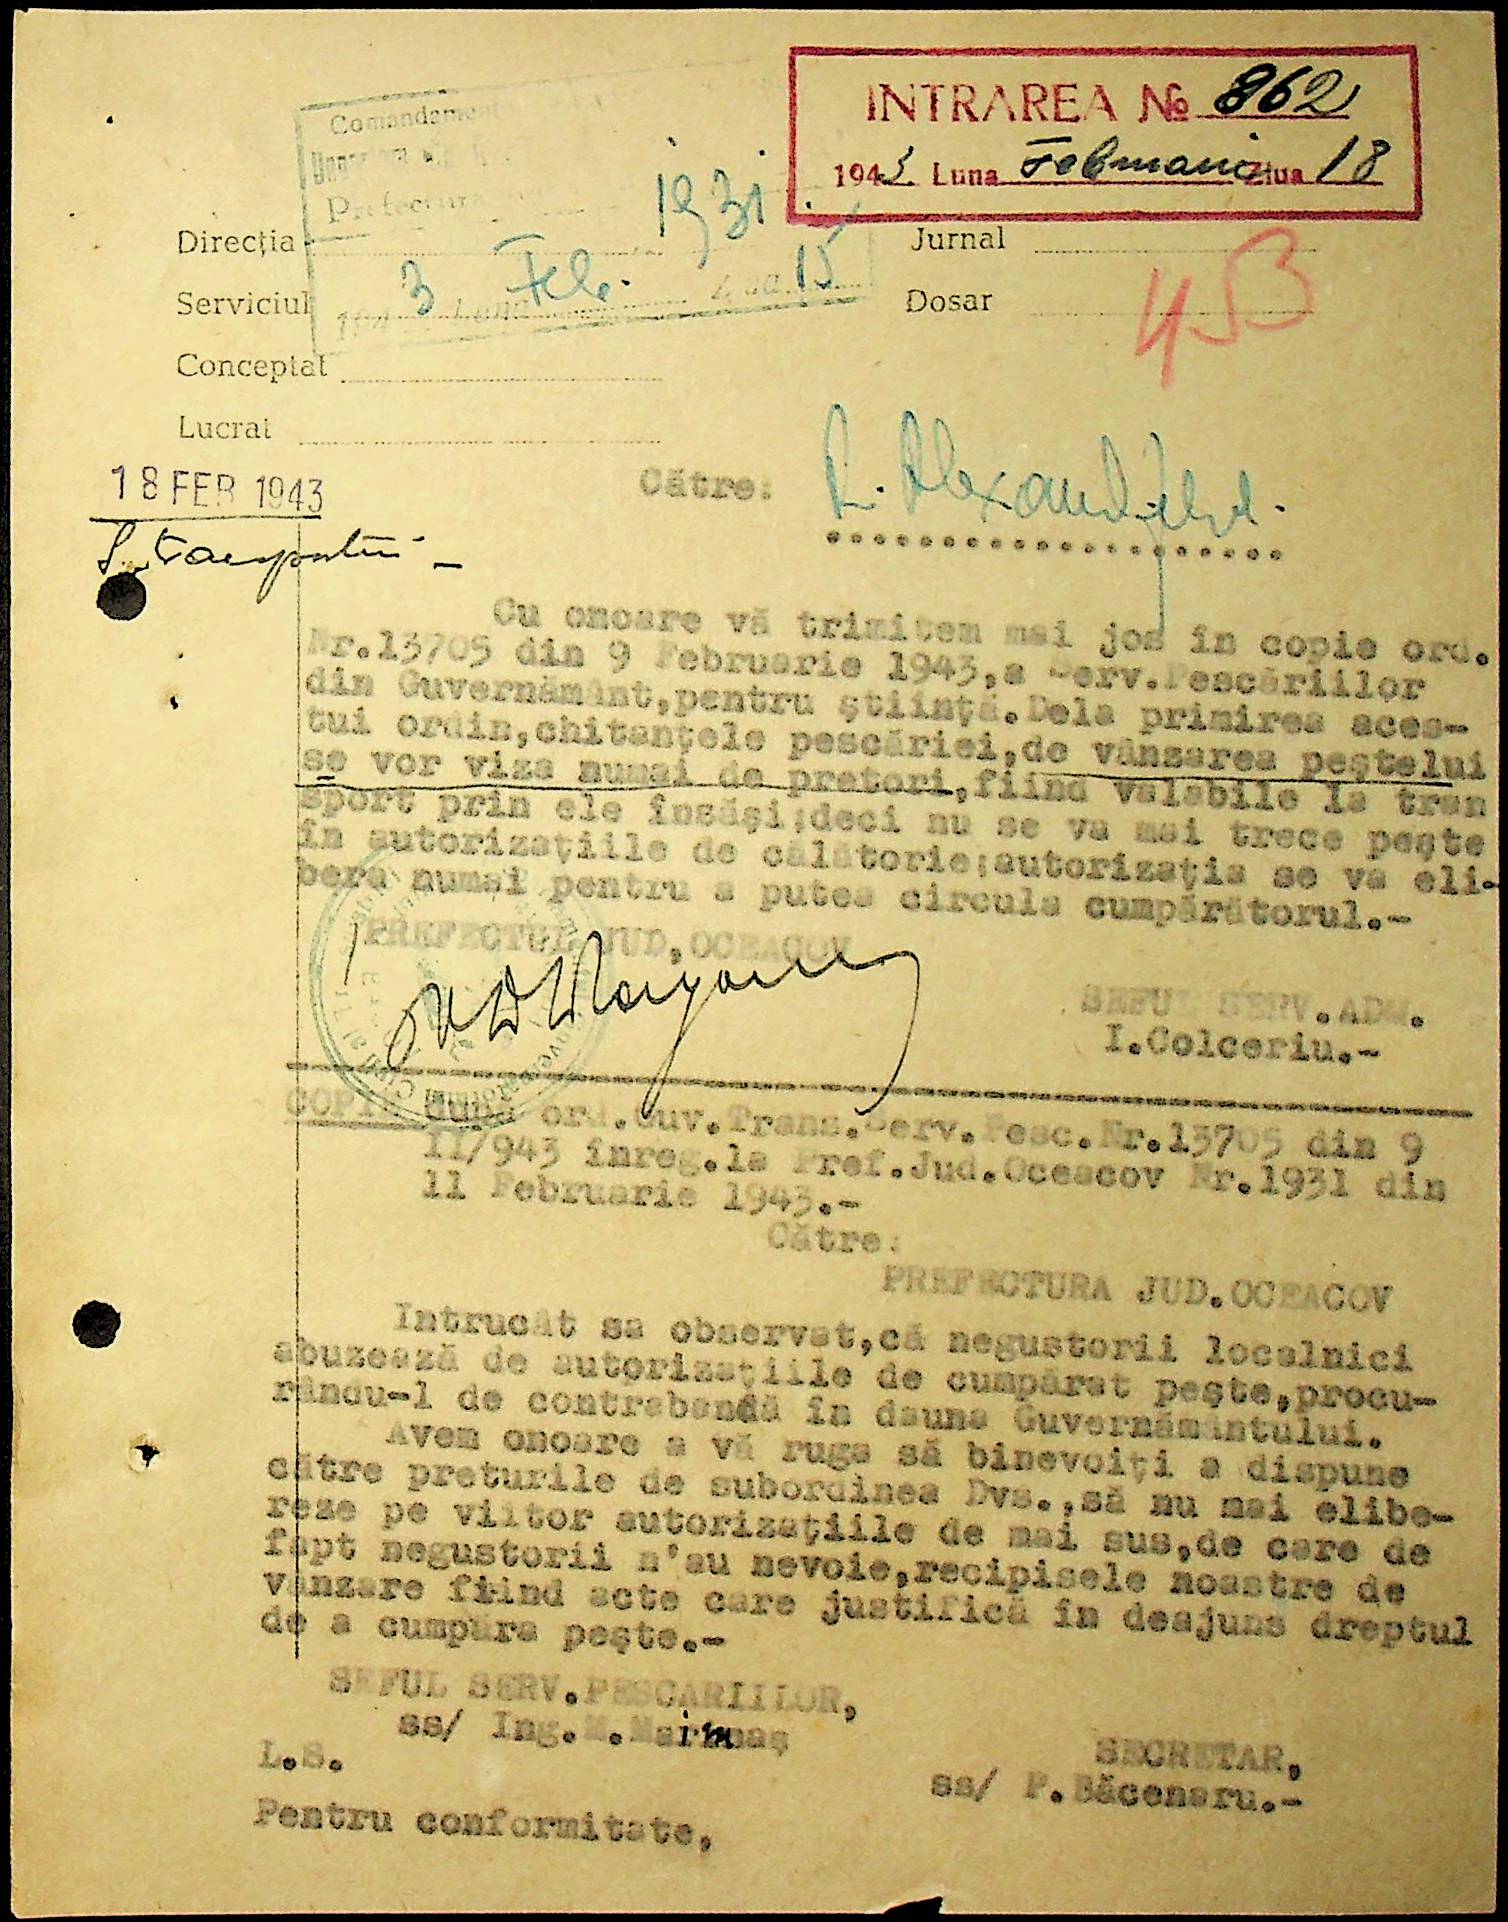 INTRAREA № 862
1943 Luna Februarie Ziua 18
Comandament
Prefectura
1931
3 Luna Feb. Ziua 15
Direcția
Jurnal
Serviciul
Dosar
453
Conceptat
Lucrat
18 FEB 1943
Către:
Cu onoare vă trimitem mai jos în copie ord.
Nr.13705 din 9 Februarie 1943,a Serv.Pescăriilor
din Guvernământ,pentru știință.Dela primirea aces-
tui ordin,chitanțele pescăriei,de vânzarea peștelui
se vor viza numai de pretori,fiind valabile la tran
sport prin ele însăși;deci nu se va mai trece pește
în autorizațiile de călătorie;autorizația se va eli-
bera numai pentru a putea circula cumpărătorul.-
PREFECTUL JUD,OCEACOV
SEFUL SERV.ADM.
I.Colceriu.-
COPIE după ord.Guv.Trans.Serv.Pesc.Nr.13705 din 9
II/943 înreg.la Pref.Jud.Oceacov Nr.1931 din
11 Februarie 1943.-
Către:
PREFECTURA JUD.OCEACOV
Intrucât sa observat,că negustorii localnici
abuzează de autorizațiile de cumpărat pește,procu-
rându-l de contrabandă în dauna Guvernământului.
Avem onoare a vă ruga să binevoiți a dispune
către preturile de subordinea Dvs.,să nu mai elibe-
reze pe viitor autorizațiile de mai sus,de care de
fapt negustorii n'au nevoie,recipisele noastre de
vânzare fiind acte care justifică în deajuns dreptul
de a cumpăra pește.-
SEFUL SERV.PESCARIILOR,
ss/ Ing.M.Marinaș
L.S.
SECRETAR,
ss/ P.Băcenaru.-
Pentru conformitate,